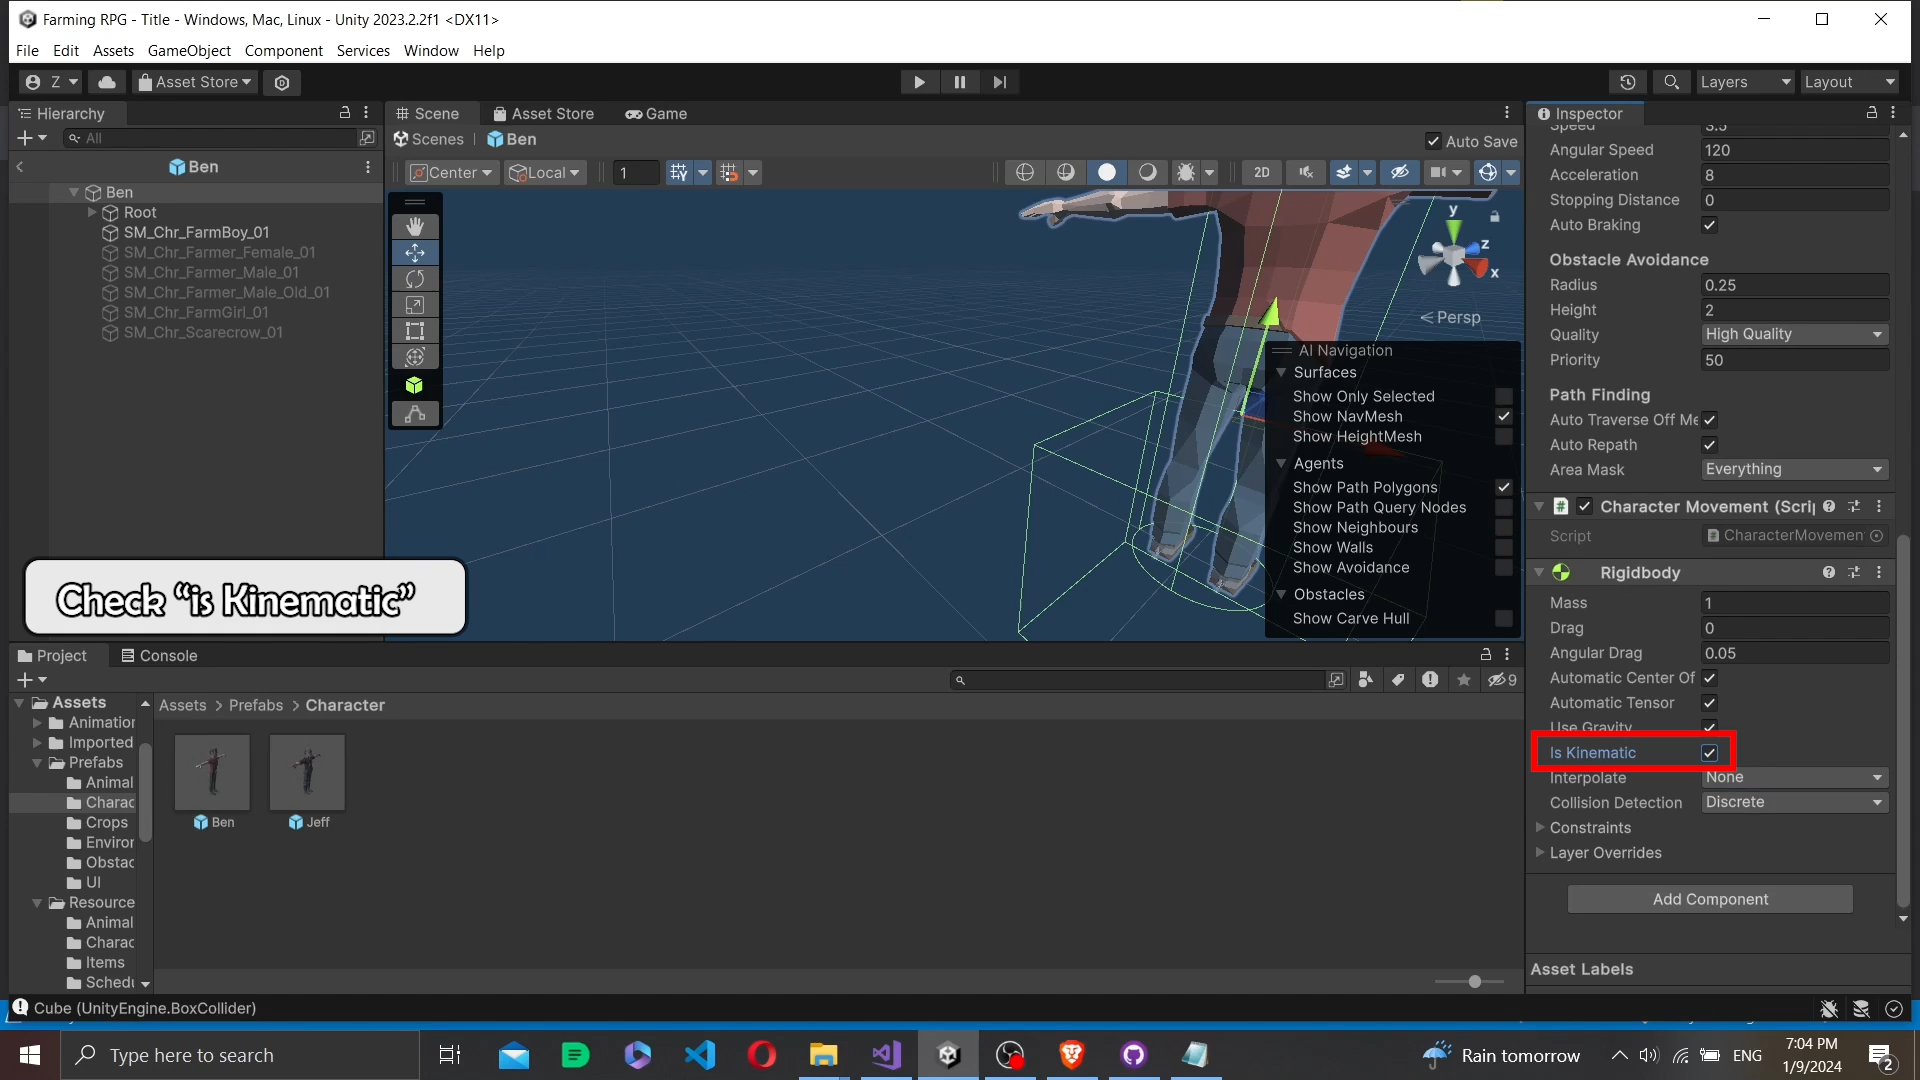 Farming RPG - Title - Windows, Mac, Linux - Unity 2023.2.2f1 <DX11>
File Edit Assets GameObject Component Services Window Help
Z Asset Store Layers Layout
Hierarchy
All
Ben
Ben
Root
SM_Chr_FarmBoy_01
SM_Chr_Farmer_Female_01
SM_Chr_Farmer_Male_01
SM_Chr_Farmer_Male_Old_01
SM_Chr_FarmGirl_01
SM_Chr_Scarecrow_01
Check “is Kinematic”
Scene Asset Store Game
Scenes Ben Auto Save
Center Local 1 2D
y
z
x
Persp
AI Navigation
Surfaces
Show Only Selected
Show NavMesh
Show HeightMesh
Agents
Show Path Polygons
Show Path Query Nodes
Show Neighbours
Show Walls
Show Avoidance
Obstacles
Show Carve Hull
Inspector
Speed 3.5
Angular Speed 120
Acceleration 8
Stopping Distance 0
Auto Braking
Obstacle Avoidance
Radius 0.25
Height 2
Quality High Quality
Priority 50
Path Finding
Auto Traverse Off Me
Auto Repath
Area Mask Everything
Character Movement (Scrip
Script CharacterMovemen
Rigidbody
Mass 1
Drag 0
Angular Drag 0.05
Automatic Center Of
Automatic Tensor
Use Gravity
Is Kinematic
Interpolate None
Collision Detection Discrete
Constraints
Layer Overrides
Add Component
Asset Labels
Project Console
9
Assets
Animation
Imported
Prefabs
Animal
Charac
Crops
Enviror
Obstac
UI
Resource
Animal
Charac
Items
Schedu
Assets > Prefabs > Character
Ben Jeff
Cube (UnityEngine.BoxCollider)
Type here to search
Rain tomorrow ENG
7:04 PM
1/9/2024
2